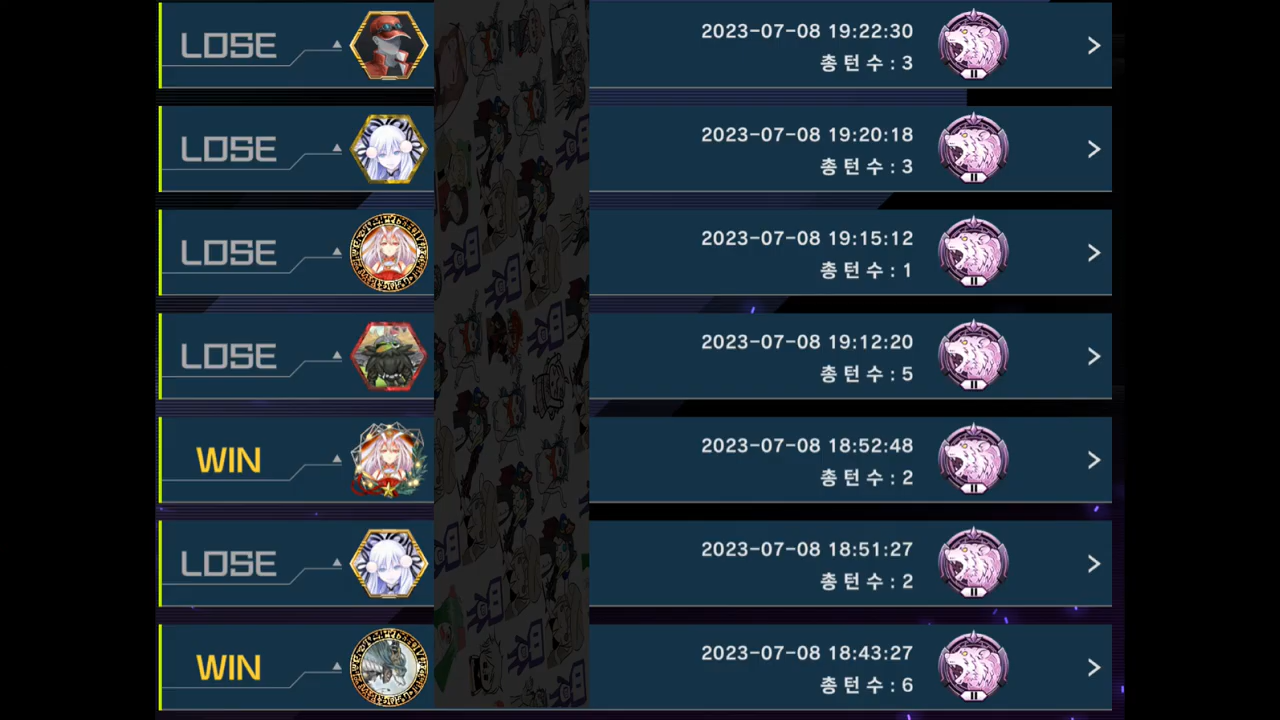 LOSE
2023-07-08 19:22:30
총 턴 수 : 3
LOSE
2023-07-08 19:20:18
총 턴 수 : 3
LOSE
2023-07-08 19:15:12
총 턴 수 : 1
LOSE
2023-07-08 19:12:20
총 턴 수 : 5
WIN
2023-07-08 18:52:48
총 턴 수 : 2
LOSE
2023-07-08 18:51:27
총 턴 수 : 2
WIN
2023-07-08 18:43:27
총 턴 수 : 6